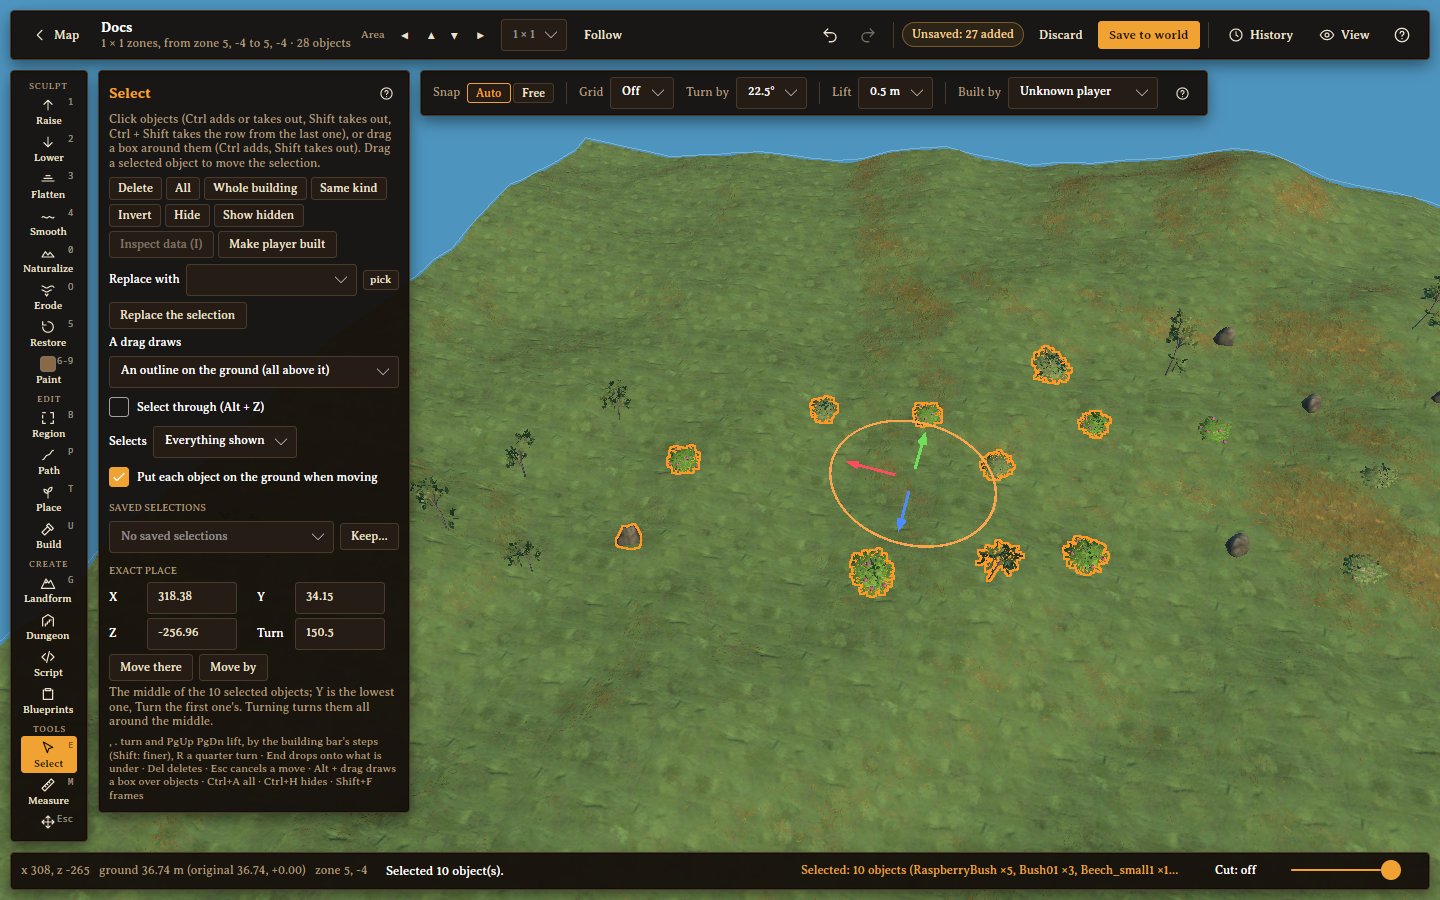 Map
Docs
1 × 1 zones, from zone 5, -4 to 5, -4 · 28 objects
Area
1 × 1
Follow
Unsaved: 27 added
Discard
Save to world
History
View
SCULPT
1
Raise
2
Lower
3
Flatten
4
Smooth
0
Naturalize
O
Erode
5
Restore
6-9
Paint
EDIT
B
Region
P
Path
T
Place
U
Build
CREATE
G
Landform
Dungeon
Script
Blueprints
TOOLS
E
Select
M
Measure
Esc
Select
Click objects (Ctrl adds or takes out, Shift takes out,
Ctrl + Shift takes the row from the last one), or drag
a box around them (Ctrl adds, Shift takes out). Drag
a selected object to move the selection.
Delete All Whole building Same kind
Invert Hide Show hidden
Inspect data (I) Make player built
Replace with pick
Replace the selection
A drag draws
An outline on the ground (all above it)
Select through (Alt + Z)
Selects Everything shown
Put each object on the ground when moving
SAVED SELECTIONS
No saved selections Keep...
EXACT PLACE
X 318.38 Y 34.15
Z -256.96 Turn 150.5
Move there Move by
The middle of the 10 selected objects; Y is the lowest
one, Turn the first one's. Turning turns them all
around the middle.
, . turn and PgUp PgDn lift, by the building bar's steps
(Shift: finer), R a quarter turn · End drops onto what is
under · Del deletes · Esc cancels a move · Alt + drag draws
a box over objects · Ctrl+A all · Ctrl+H hides · Shift+F
frames
Snap Auto Free Grid Off Turn by 22.5° Lift 0.5 m Built by Unknown player
x 308, z -265 ground 36.74 m (original 36.74, +0.00) zone 5, -4 Selected 10 object(s).
Selected: 10 objects (RaspberryBush ×5, Bush01 ×3, Beech_small1 ×1...
Cut: off